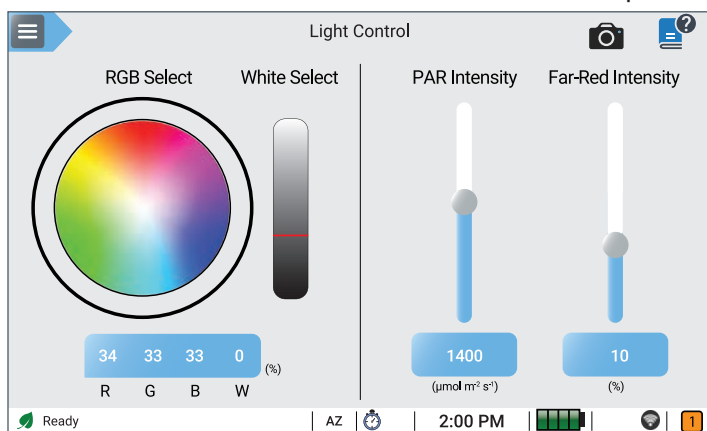 Light Control
?
RGB Select
White Select
PAR Intensity
Far-Red Intensity
34 33 33 0 (%)
R G B W
1400
(µmol m⁻² s⁻¹)
10
(%)
Ready
AZ
2:00 PM
1